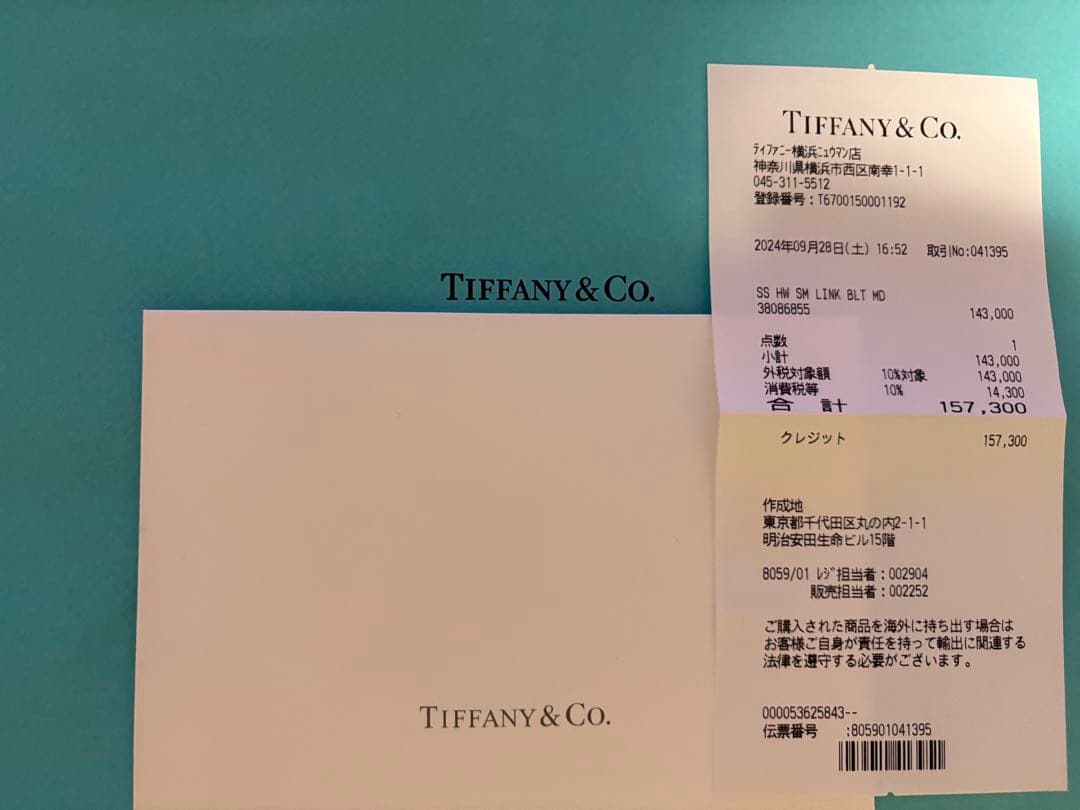 TIFFANY & CO.
TIFFANY & CO.
TIFFANY & CO.
ティファニー横浜ニュウマン店
神奈川県横浜市西区南幸1-1-1
045-311-5512
登録番号:T6700150001192
2024年09月28日(土) 16:52 取引No:041395
SS HW SM LINK BLT MD
38086855 143,000
点数 1
小計 143,000
外税対象額 10%対象 143,000
消費税等 10% 14,300
合 計 157,300
クレジット 157,300
作成地
東京都千代田区丸の内2-1-1
明治安田生命ビル15階
8059/01 レジ担当者:002904
販売担当者:002252
ご購入された商品を海外に持ち出す場合は
お客様ご自身が責任を持って輸出に関連する
法律を遵守する必要がございます。
000053625843--
伝票番号 :805901041395